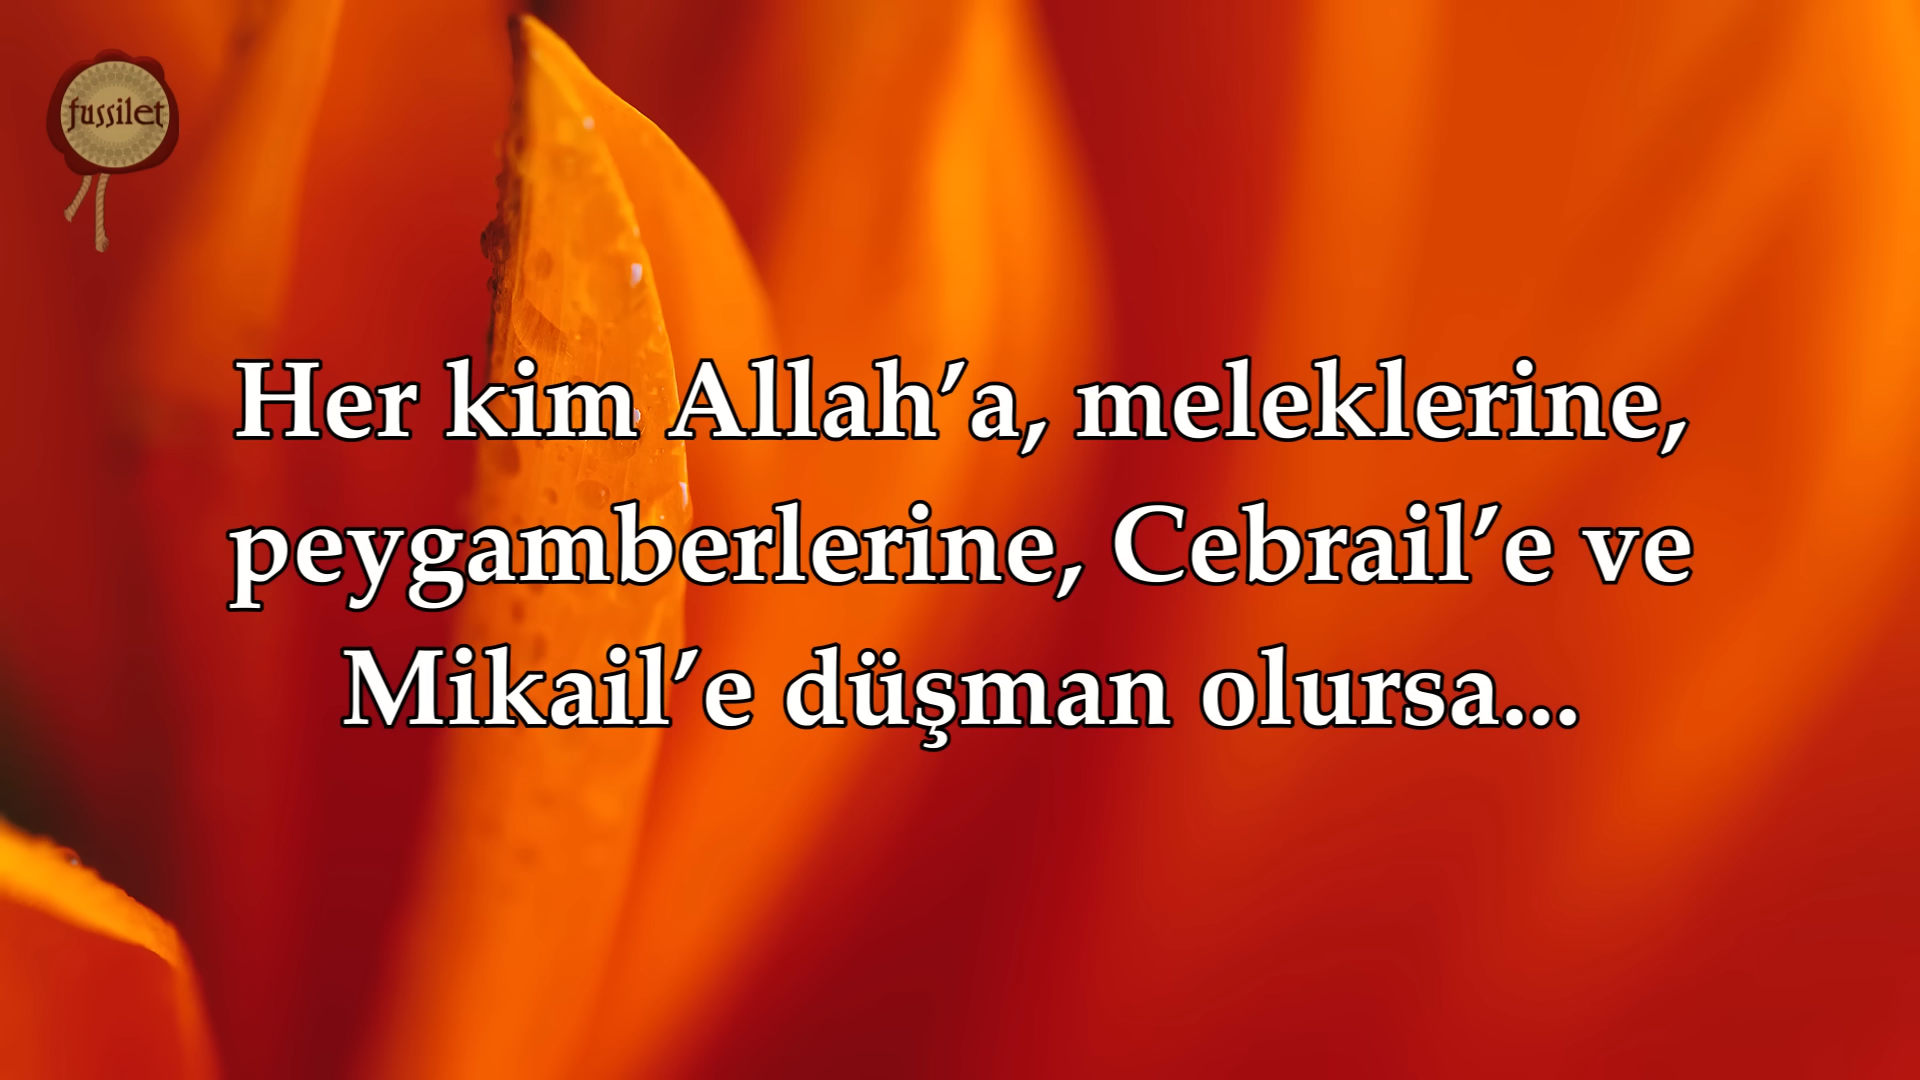 fussilet
Her kim Allah’a, meleklerine,
peygamberlerine, Cebrail’e ve
Mikail’e düşman olursa...